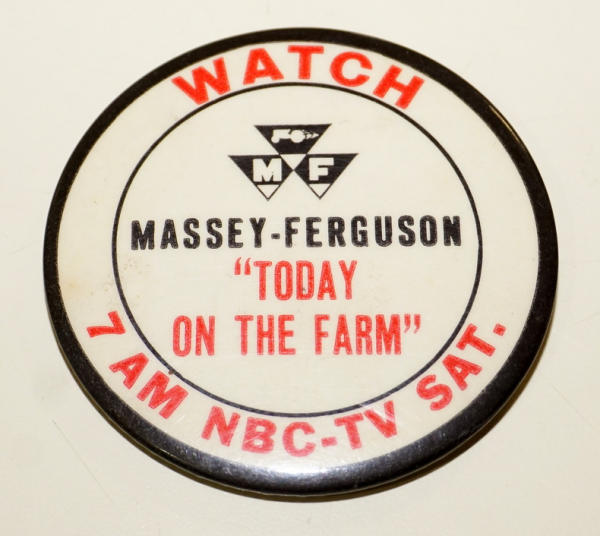 WATCH
M F
MASSEY-FERGUSON
"TODAY
ON THE FARM"
7 AM NBC-TV SAT.